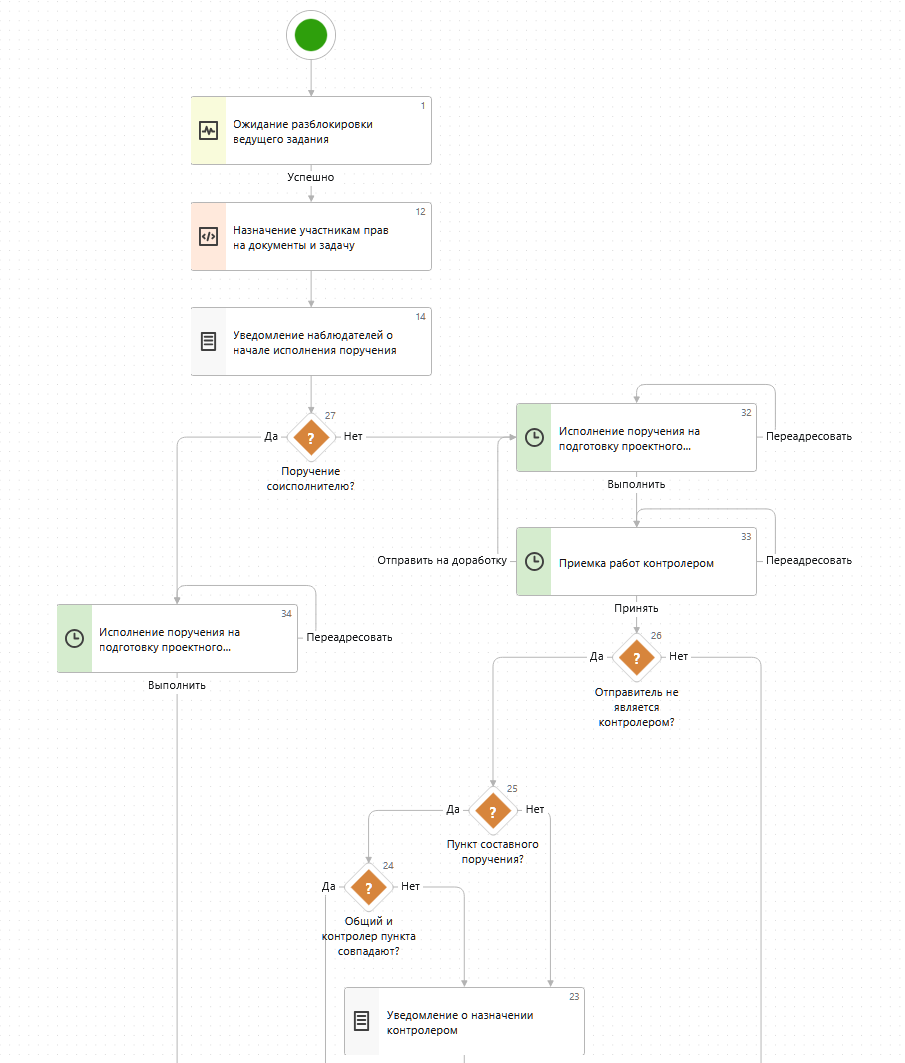 1
Ожидание разблокировки
ведущего задания
Успешно
12
Назначение участникам прав
на документы и задачу
14
Уведомление наблюдателей о
начале исполнения поручения
27
Да
Нет
Поручение
соисполнителю?
32
Исполнение поручения на
подготовку проектного...
Переадресовать
Выполнить
33
Отправить на доработку
Приемка работ контролером
Переадресовать
Принять
34
Исполнение поручения на
подготовку проектного...
Переадресовать
Выполнить
26
Да
Нет
Отправитель не
является
контролером?
25
Да
Нет
Пункт составного
поручения?
24
Да
Нет
Общий и
контролер пункта
совпадают?
23
Уведомление о назначении
контролером